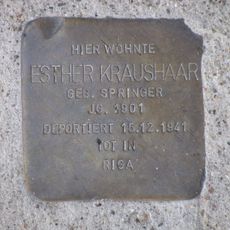 HIER WOHNTE
ESTHER KRAUSHAAR
GEB. SPRINGER
JG. 1901
DEPORTIERT 15.12.1941
TOT IN
RIGA